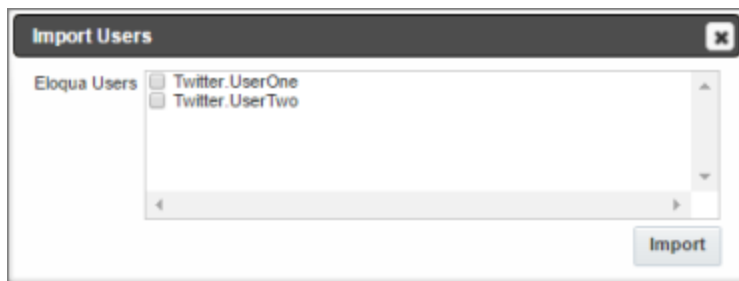 Import Users
Eloqua Users
Twitter.UserOne
Twitter.UserTwo
Import